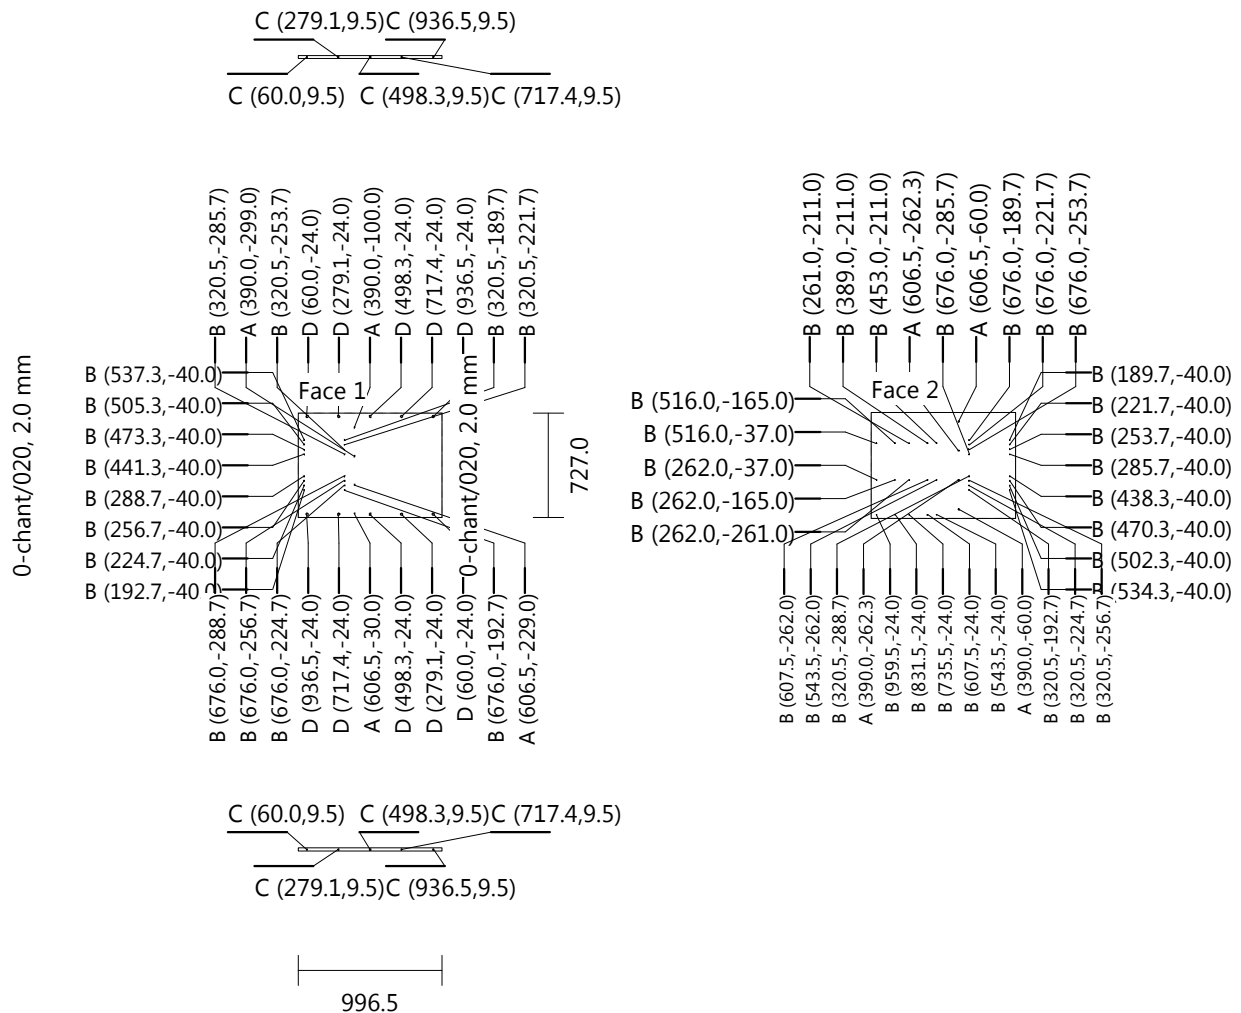 C (279.1,9.5)C (936.5,9.5)
C (60.0,9.5) C (498.3,9.5)C (717.4,9.5)
B (320.5,-285.7)
A (390.0,-299.0)
B (320.5,-253.7)
D (60.0,-24.0)
D (279.1,-24.0)
A (390.0,-100.0)
D (498.3,-24.0)
D (717.4,-24.0)
D (936.5,-24.0)
B (320.5,-189.7)
B (320.5,-221.7)
0-chant/020, 2.0 mm
B (537.3,-40.0)
B (505.3,-40.0)
B (473.3,-40.0)
B (441.3,-40.0)
B (288.7,-40.0)
B (256.7,-40.0)
B (224.7,-40.0)
B (192.7,-40.0)
Face 1
0-chant/020, 2.0 mm
727.0
B (676.0,-288.7)
B (676.0,-256.7)
B (676.0,-224.7)
D (936.5,-24.0)
D (717.4,-24.0)
A (606.5,-30.0)
D (498.3,-24.0)
D (279.1,-24.0)
D (60.0,-24.0)
B (676.0,-192.7)
A (606.5,-229.0)
B (261.0,-211.0)
B (389.0,-211.0)
B (453.0,-211.0)
A (606.5,-262.3)
B (676.0,-285.7)
A (606.5,-60.0)
B (676.0,-189.7)
B (676.0,-221.7)
B (676.0,-253.7)
B (516.0,-165.0)
B (516.0,-37.0)
B (262.0,-37.0)
B (262.0,-165.0)
B (262.0,-261.0)
Face 2
B (189.7,-40.0)
B (221.7,-40.0)
B (253.7,-40.0)
B (285.7,-40.0)
B (438.3,-40.0)
B (470.3,-40.0)
B (502.3,-40.0)
B (534.3,-40.0)
B (607.5,-262.0)
B (543.5,-262.0)
B (320.5,-288.7)
A (390.0,-262.3)
B (959.5,-24.0)
B (831.5,-24.0)
B (735.5,-24.0)
B (607.5,-24.0)
B (543.5,-24.0)
A (390.0,-60.0)
B (320.5,-192.7)
B (320.5,-224.7)
B (320.5,-256.7)
C (60.0,9.5) C (498.3,9.5)C (717.4,9.5)
C (279.1,9.5)C (936.5,9.5)
996.5